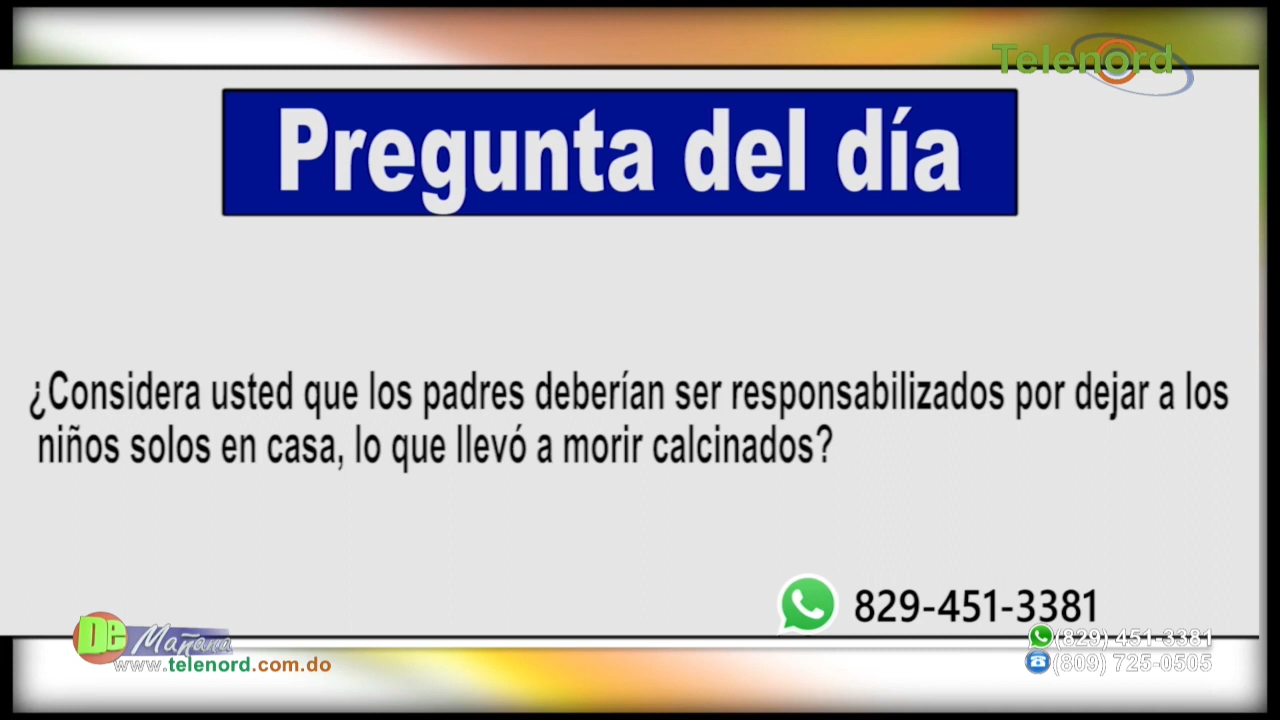 Telenord
Pregunta del día
¿Considera usted que los padres deberían ser responsabilizados por dejar a los
niños solos en casa, lo que llevó a morir calcinados?
829-451-3381
De Mañana
www.telenord.com.do
(829) 451-3381
(809) 725-0505